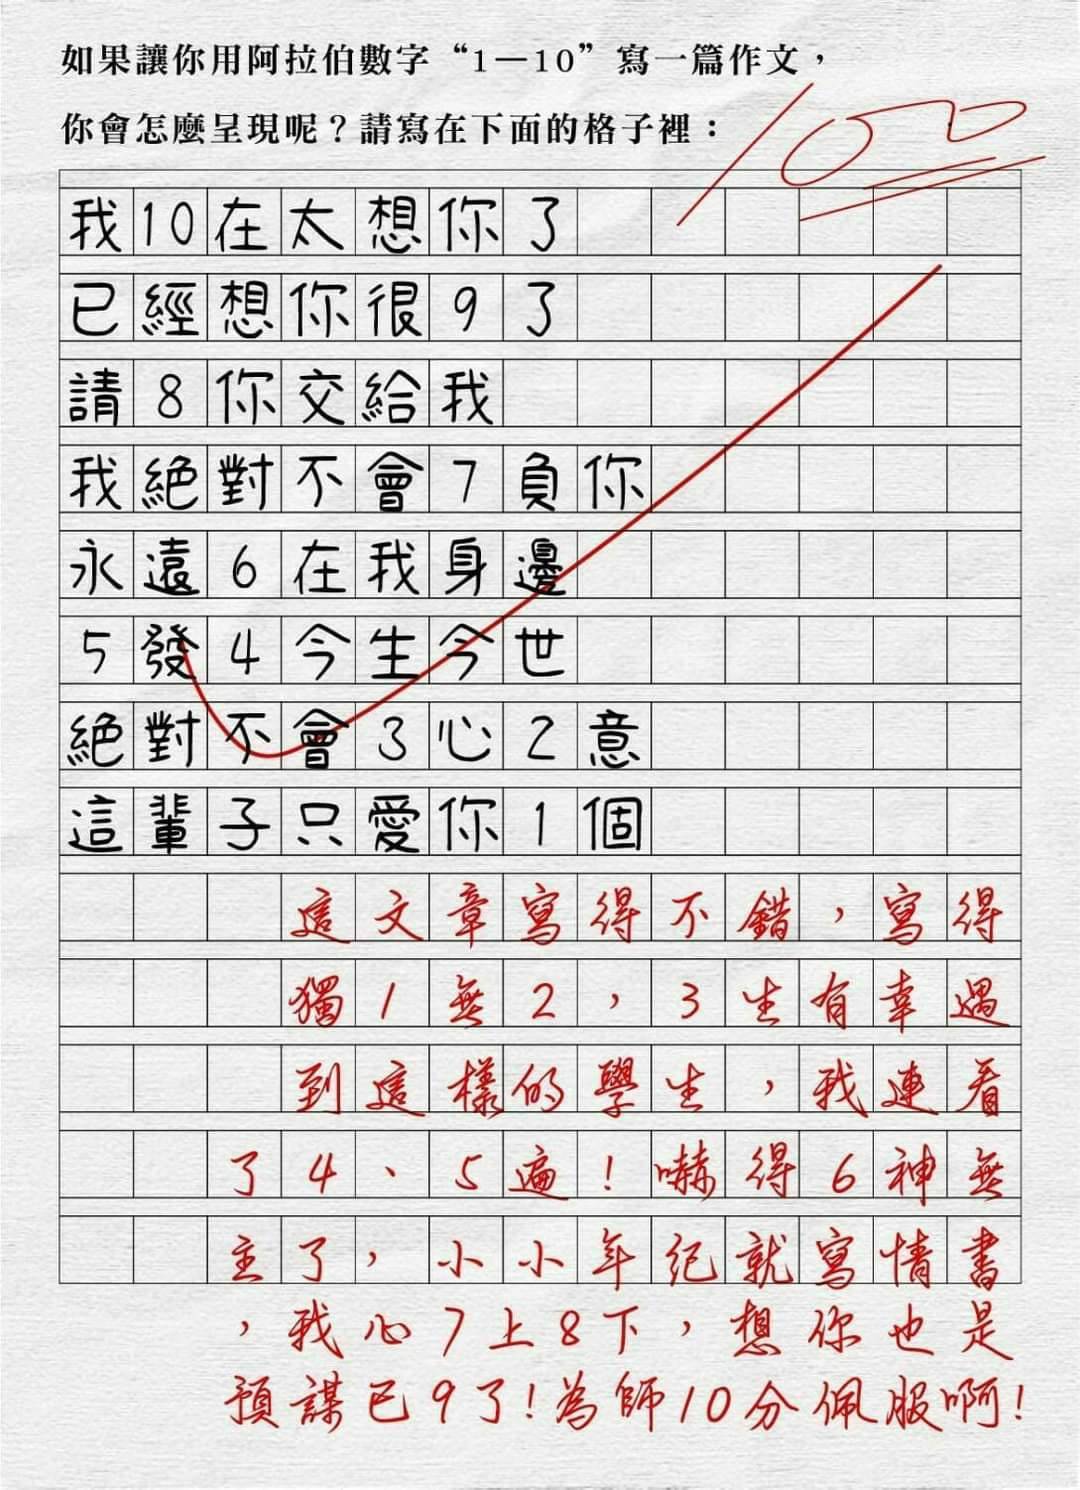 如果讓你用阿拉伯數字“1—10”寫一篇作文，
你會怎麼呈現呢？請寫在下面的格子裡：
100
我10在太想你了
已經想你很9了
請8你交給我
我絕對不會7負你
永遠6在我身邊
5發4今生今世
絕對不會3心2意
這輩子只愛你1個
這文章寫得不錯，寫得
獨1無2，3生有幸遇
到這樣的學生，我連看
了4、5遍！嚇得6神無
主了，小小年紀就寫情書
，我心7上8下，想你也是
預謀已9了！為師10分佩服啊！